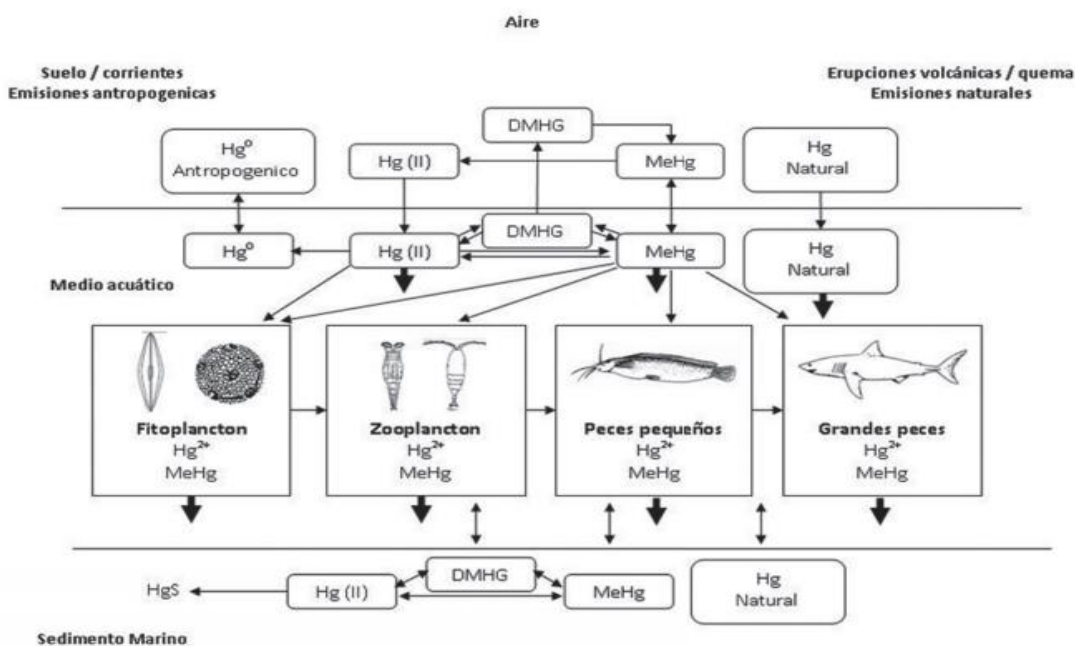 Aire
Suelo / corrientes
Emisiones antropogenicas
Erupciones volcánicas / quema
Emisiones naturales
Hg⁰
Antropogenico
Hg (II)
DMHG
MeHg
Hg
Natural
Hg⁰
Hg (II)
DMHG
MeHg
Hg
Natural
Medio acuático
Fitoplancton
Hg²⁺
MeHg
Zooplancton
Hg²⁺
MeHg
Peces pequeños
Hg²⁺
MeHg
Grandes peces
Hg²⁺
MeHg
HgS
Hg (II)
DMHG
MeHg
Hg
Natural
Sedimento Marino